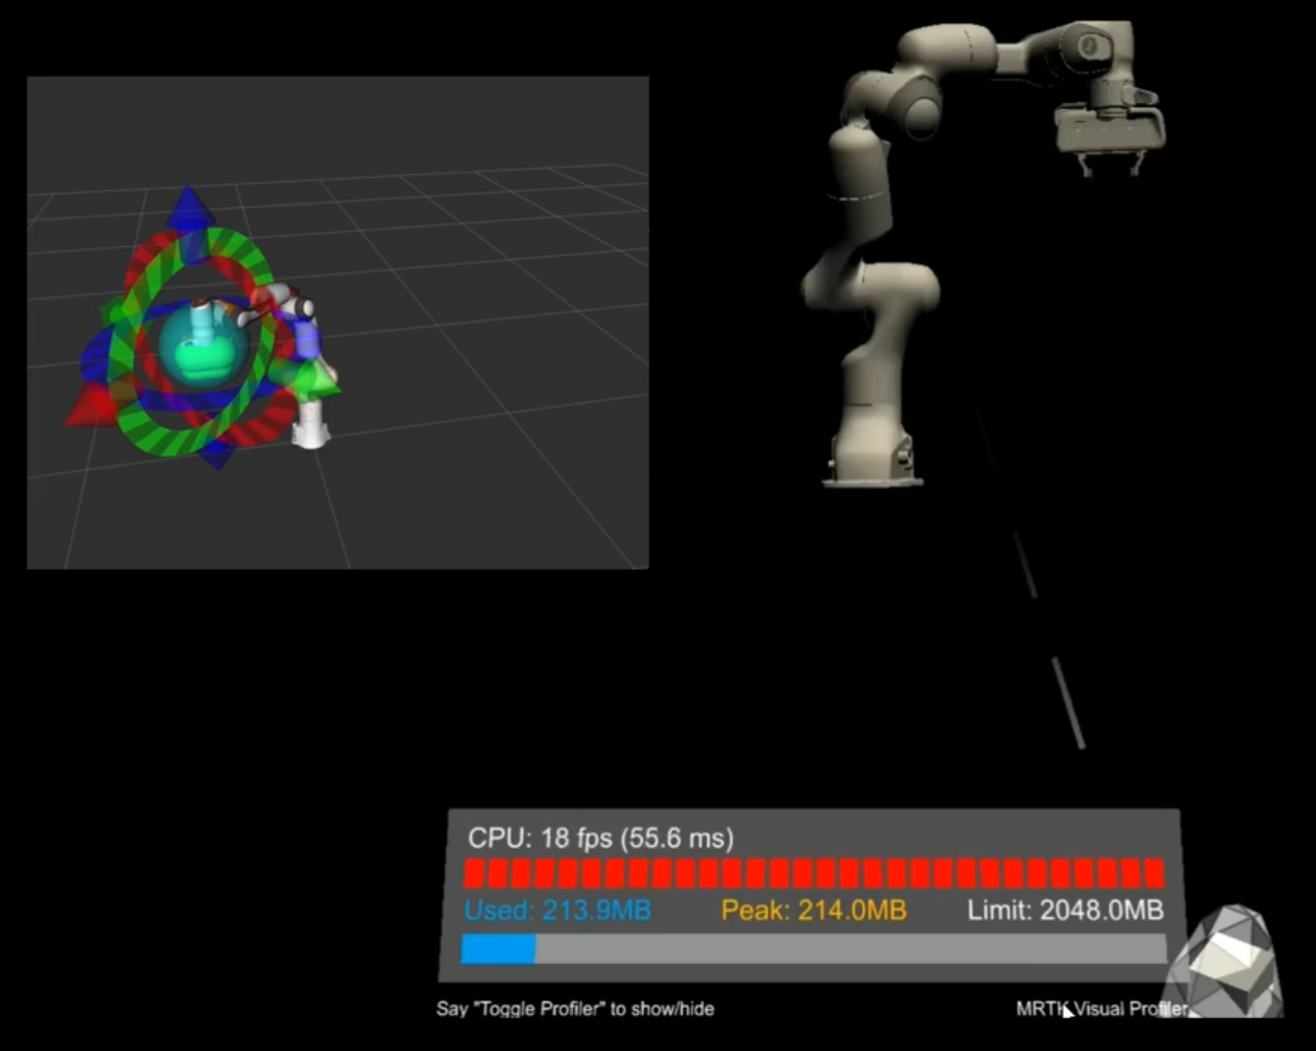 CPU: 18 fps (55.6 ms)
Used: 213.9MB Peak: 214.0MB Limit: 2048.0MB
Say "Toggle Profiler" to show/hide MRTK Visual Profiler